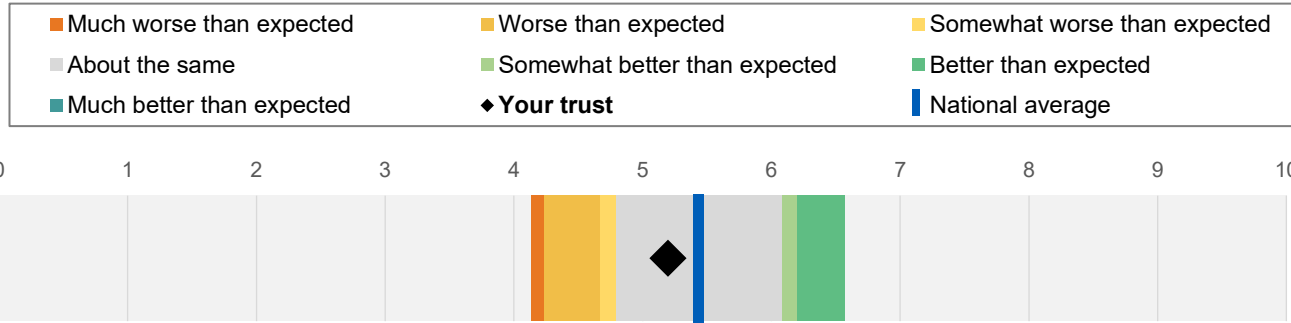 Much worse than expected Worse than expected Somewhat worse than expected
About the same Somewhat better than expected Better than expected
Much better than expected Your trust National average
0 1 2 3 4 5 6 7 8 9 10